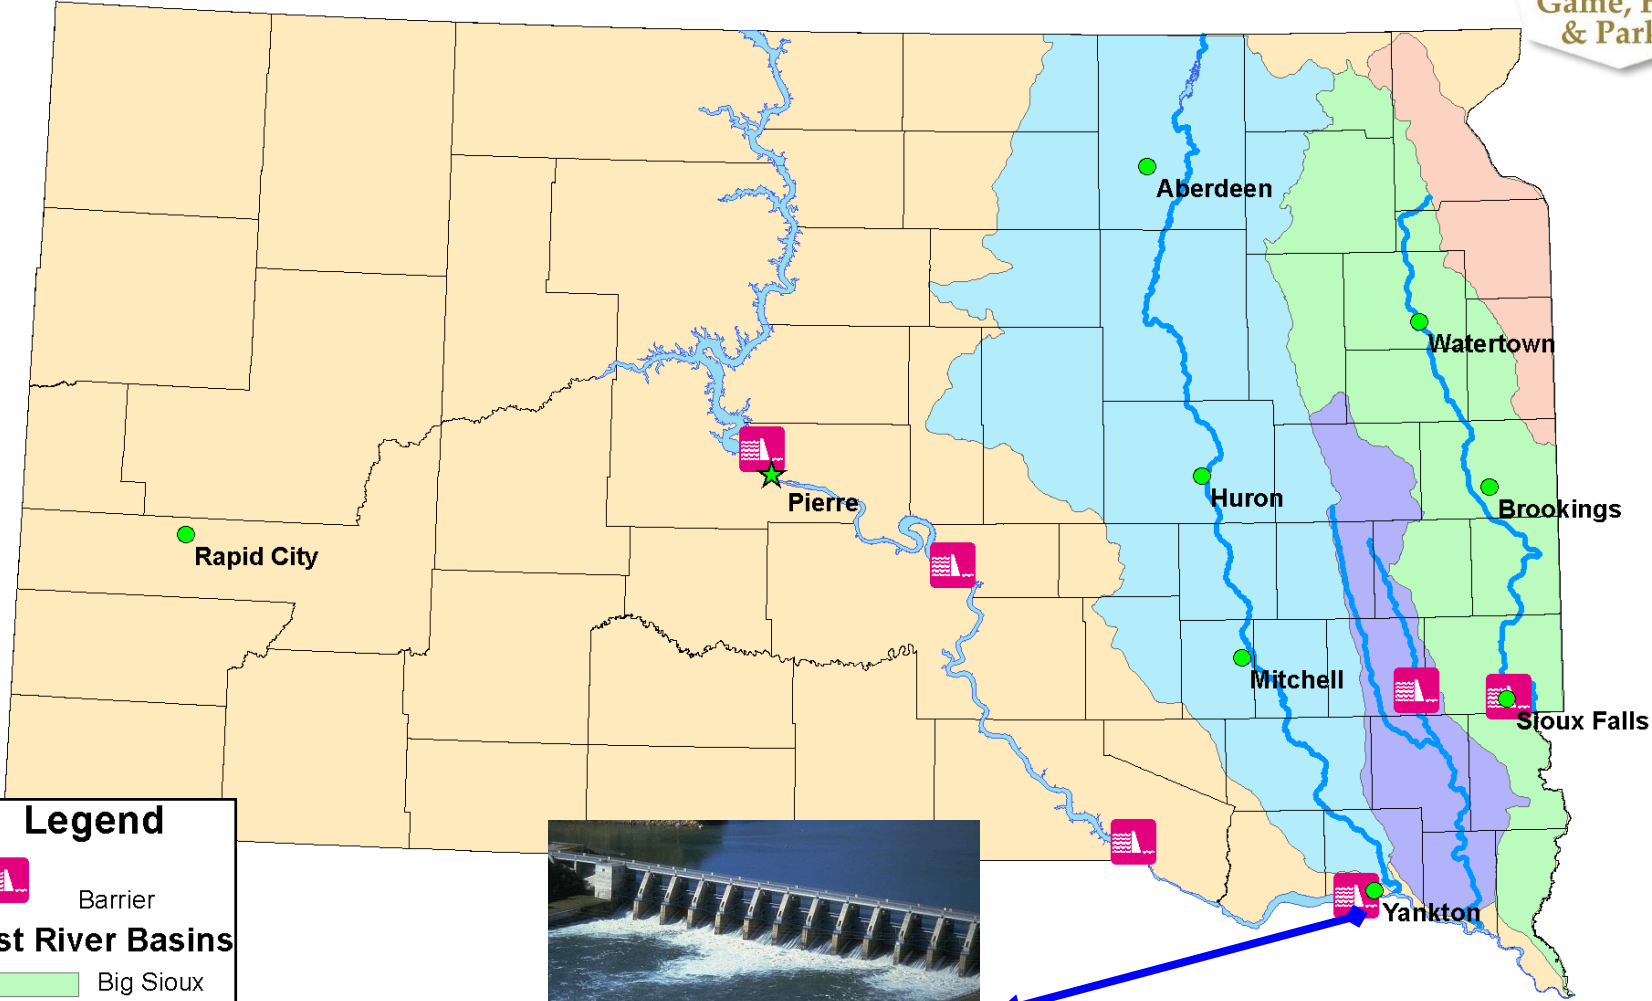 Game,
& Park
Aberdeen
Watertown
Huron
Brookings
Pierre
Rapid City
Mitchell
Sioux Falls
Yankton
Legend
Barrier
River Basins
Big Sioux